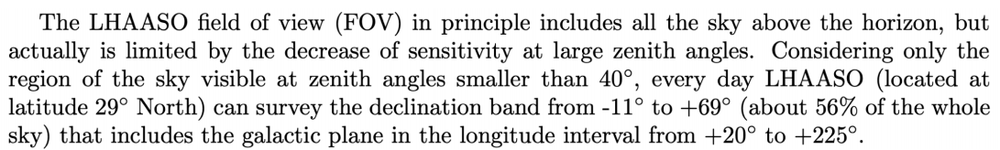 The LHAASO field of view (FOV) in principle includes all the sky above the horizon, but
actually is limited by the decrease of sensitivity at large zenith angles. Considering only the
region of the sky visible at zenith angles smaller than 40°, every day LHAASO (located at
latitude 29° North) can survey the declination band from -11° to +69° (about 56% of the whole
sky) that includes the galactic plane in the longitude interval from +20° to +225°.